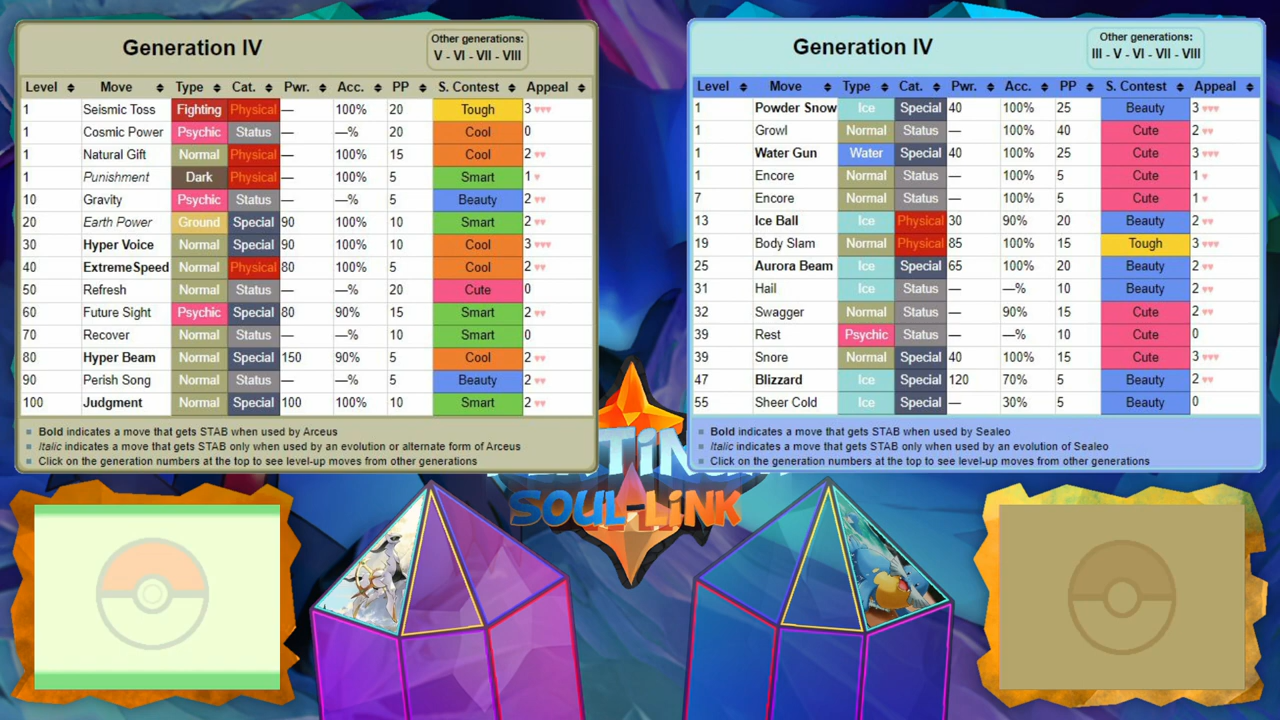 Generation IV
Other generations:
V - VI - VII - VIII
Level Move Type Cat. Pwr. Acc. PP S. Contest Appeal
1 Seismic Toss Fighting Physical — 100% 20 Tough 3 ♥♥♥
1 Cosmic Power Psychic Status — —% 20 Cool 0
1 Natural Gift Normal Physical — 100% 15 Cool 2 ♥♥
1 Punishment Dark Physical — 100% 5 Smart 1 ♥
10 Gravity Psychic Status — —% 5 Beauty 2 ♥♥
20 Earth Power Ground Special 90 100% 10 Smart 2 ♥♥
30 Hyper Voice Normal Special 90 100% 10 Cool 3 ♥♥♥
40 ExtremeSpeed Normal Physical 80 100% 5 Cool 2 ♥♥
50 Refresh Normal Status — —% 20 Cute 0
60 Future Sight Psychic Special 80 90% 15 Smart 2 ♥♥
70 Recover Normal Status — —% 10 Smart 0
80 Hyper Beam Normal Special 150 90% 5 Cool 2 ♥♥
90 Perish Song Normal Status — —% 5 Beauty 2 ♥♥
100 Judgment Normal Special 100 100% 10 Smart 2 ♥♥
Bold indicates a move that gets STAB when used by Arceus
Italic indicates a move that gets STAB only when used by an evolution or alternate form of Arceus
Click on the generation numbers at the top to see level-up moves from other generations
Generation IV
Other generations:
III - V - VI - VII - VIII
Level Move Type Cat. Pwr. Acc. PP S. Contest Appeal
1 Powder Snow Ice Special 40 100% 25 Beauty 3 ♥♥♥
1 Growl Normal Status — 100% 40 Cute 2 ♥♥
1 Water Gun Water Special 40 100% 25 Cute 3 ♥♥♥
1 Encore Normal Status — 100% 5 Cute 1 ♥
7 Encore Normal Status — 100% 5 Cute 1 ♥
13 Ice Ball Ice Physical 30 90% 20 Beauty 2 ♥♥
19 Body Slam Normal Physical 85 100% 15 Tough 3 ♥♥♥
25 Aurora Beam Ice Special 65 100% 20 Beauty 2 ♥♥
31 Hail Ice Status — —% 10 Beauty 2 ♥♥
32 Swagger Normal Status — 90% 15 Cute 2 ♥♥
39 Rest Psychic Status — —% 10 Cute 0
39 Snore Normal Special 40 100% 15 Cute 3 ♥♥♥
47 Blizzard Ice Special 120 70% 5 Beauty 2 ♥♥
55 Sheer Cold Ice Special — 30% 5 Beauty 0
Bold indicates a move that gets STAB when used by Sealeo
Italic indicates a move that gets STAB only when used by an evolution of Sealeo
Click on the generation numbers at the top to see level-up moves from other generations
SOUL LiNK